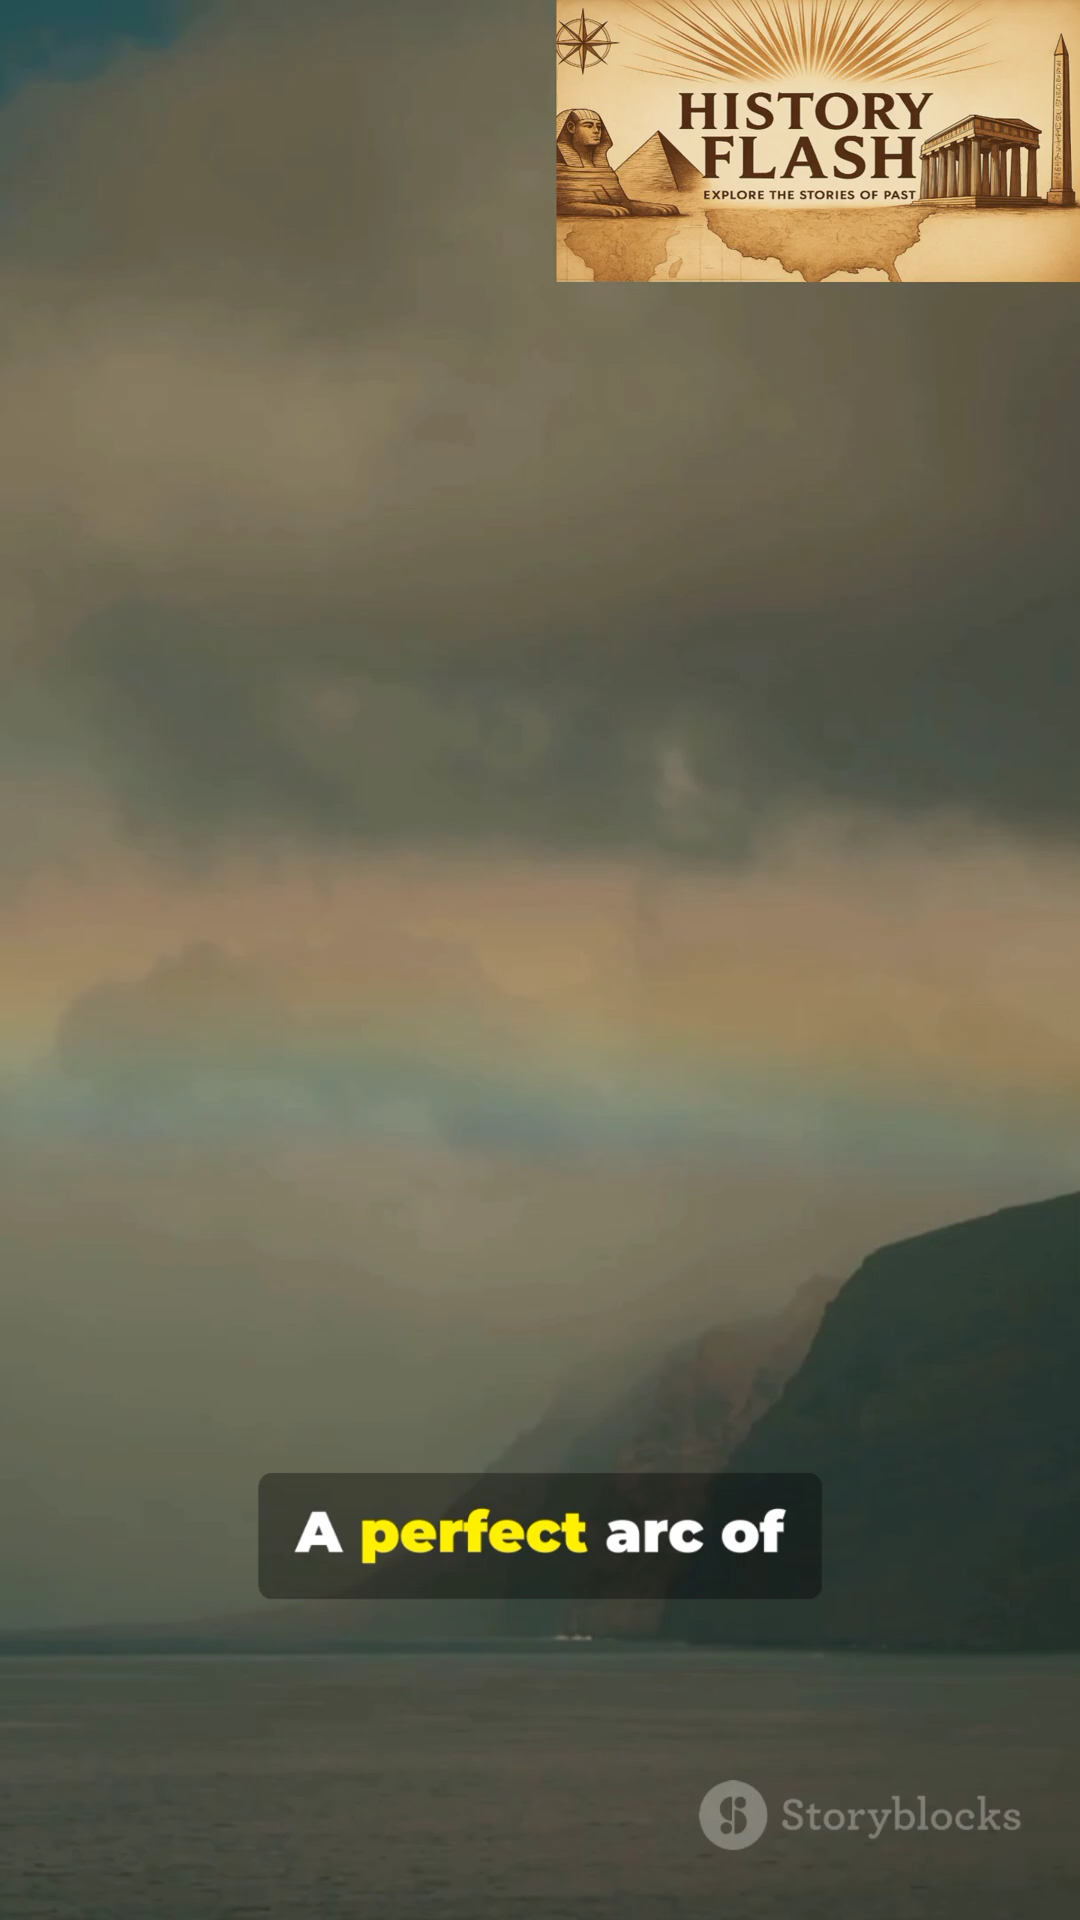 HISTORY
FLASH
EXPLORE THE STORIES OF PAST
A perfect arc of
Storyblocks